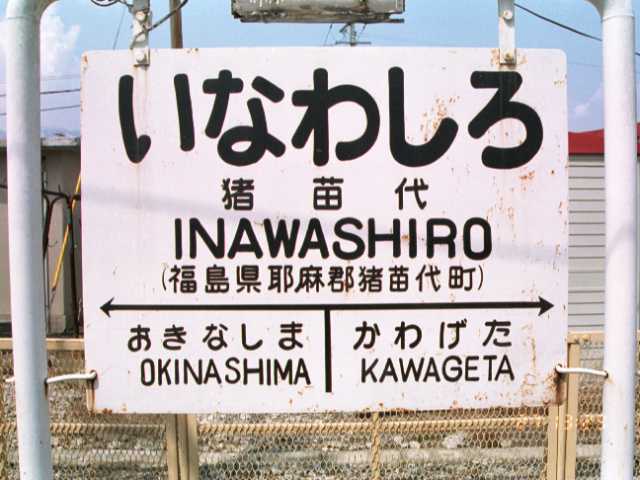 いなわしろ
猪苗代
INAWASHIRO
(福島県耶麻郡猪苗代町)
おきなしま かわげた
OKINASHIMA KAWAGETA